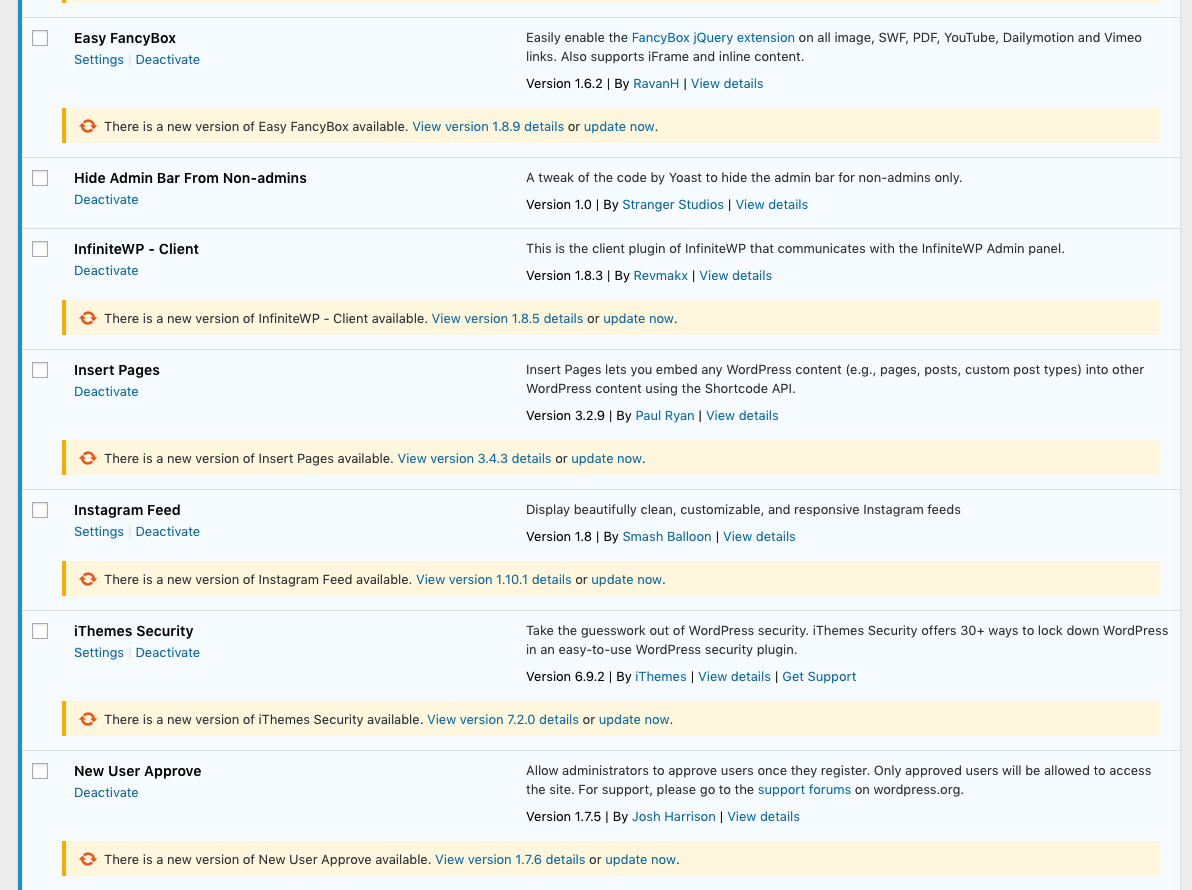 Easy FancyBox
Settings | Deactivate
Easily enable the FancyBox jQuery extension on all image, SWF, PDF, YouTube, Dailymotion and Vimeo
links. Also supports iFrame and inline content.
Version 1.6.2 | By RavanH | View details
There is a new version of Easy FancyBox available. View version 1.8.9 details or update now.
Hide Admin Bar From Non-admins
Deactivate
A tweak of the code by Yoast to hide the admin bar for non-admins only.
Version 1.0 | By Stranger Studios | View details
InfiniteWP - Client
Deactivate
This is the client plugin of InfiniteWP that communicates with the InfiniteWP Admin panel.
Version 1.8.3 | By Revmakx | View details
There is a new version of InfiniteWP - Client available. View version 1.8.5 details or update now.
Insert Pages
Deactivate
Insert Pages lets you embed any WordPress content (e.g., pages, posts, custom post types) into other
WordPress content using the Shortcode API.
Version 3.2.9 | By Paul Ryan | View details
There is a new version of Insert Pages available. View version 3.4.3 details or update now.
Instagram Feed
Settings | Deactivate
Display beautifully clean, customizable, and responsive Instagram feeds
Version 1.8 | By Smash Balloon | View details
There is a new version of Instagram Feed available. View version 1.10.1 details or update now.
iThemes Security
Settings | Deactivate
Take the guesswork out of WordPress security. iThemes Security offers 30+ ways to lock down WordPress
in an easy-to-use WordPress security plugin.
Version 6.9.2 | By iThemes | View details | Get Support
There is a new version of iThemes Security available. View version 7.2.0 details or update now.
New User Approve
Deactivate
Allow administrators to approve users once they register. Only approved users will be allowed to access
the site. For support, please go to the support forums on wordpress.org.
Version 1.7.5 | By Josh Harrison | View details
There is a new version of New User Approve available. View version 1.7.6 details or update now.